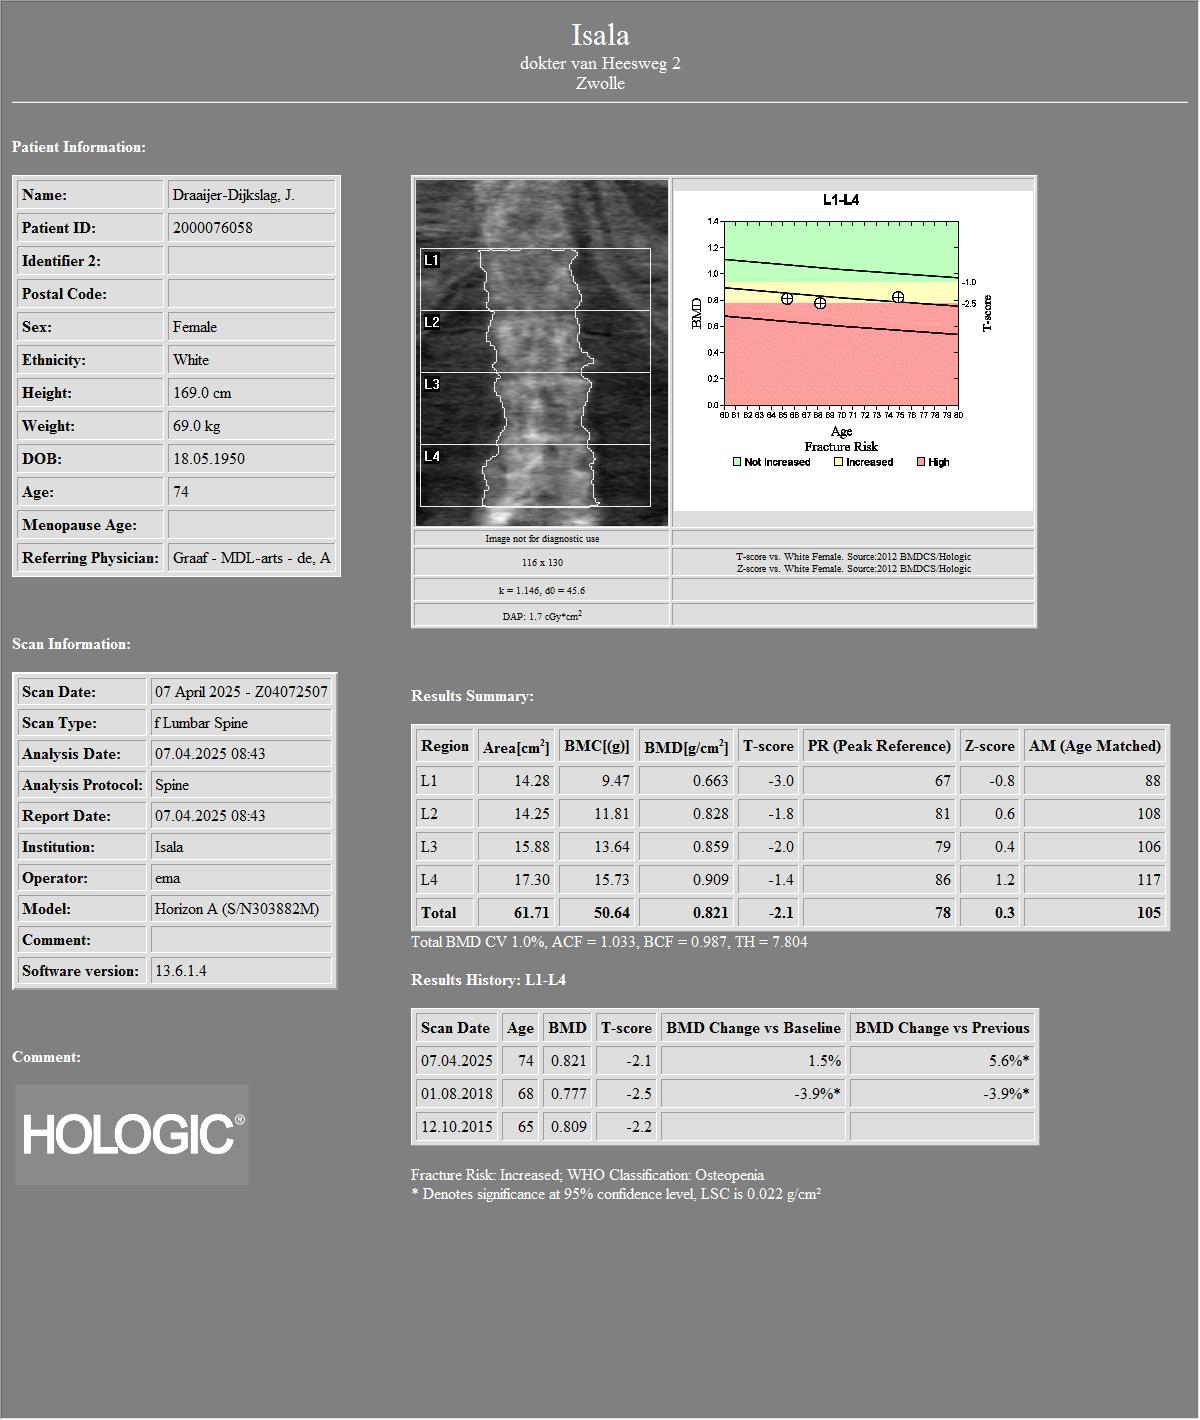 Isala
dokter van Heesweg 2
Zwolle
Patient Information:
Name: Draaijer-Dijkslag, J.
Patient ID: 2000076058
Identifier 2:
Postal Code:
Sex: Female
Ethnicity: White
Height: 169.0 cm
Weight: 69.0 kg
DOB: 18.05.1950
Age: 74
Menopause Age:
Referring Physician: Graaf - MDL-arts - de, A
L1
L2
L3
L4
Image not for diagnostic use
116 x 130
k = 1.146, d0 = 45.6
DAP: 1.7 cGy*cm²
L1-L4
1.4
1.2
1.0
0.8
0.6
0.4
0.2
0.0
BMD
-1.0
-2.5
T-score
60 61 62 63 64 65 66 67 68 69 70 71 72 73 74 75 76 77 78 79 80
Age
Fracture Risk
Not Increased Increased High
T-score vs. White Female. Source:2012 BMDCS/Hologic
Z-score vs. White Female. Source:2012 BMDCS/Hologic
Scan Information:
Scan Date: 07 April 2025 - Z04072507
Scan Type: f Lumbar Spine
Analysis Date: 07.04.2025 08:43
Analysis Protocol: Spine
Report Date: 07.04.2025 08:43
Institution: Isala
Operator: ema
Model: Horizon A (S/N303882M)
Comment:
Software version: 13.6.1.4
Comment:
HOLOGIC®
Results Summary:
Region Area[cm²] BMC[(g)] BMD[g/cm²] T-score PR (Peak Reference) Z-score AM (Age Matched)
L1 14.28 9.47 0.663 -3.0 67 -0.8 88
L2 14.25 11.81 0.828 -1.8 81 0.6 108
L3 15.88 13.64 0.859 -2.0 79 0.4 106
L4 17.30 15.73 0.909 -1.4 86 1.2 117
Total 61.71 50.64 0.821 -2.1 78 0.3 105
Total BMD CV 1.0%, ACF = 1.033, BCF = 0.987, TH = 7.804
Results History: L1-L4
Scan Date Age BMD T-score BMD Change vs Baseline BMD Change vs Previous
07.04.2025 74 0.821 -2.1 1.5% 5.6%*
01.08.2018 68 0.777 -2.5 -3.9%* -3.9%*
12.10.2015 65 0.809 -2.2
Fracture Risk: Increased; WHO Classification: Osteopenia
* Denotes significance at 95% confidence level, LSC is 0.022 g/cm²